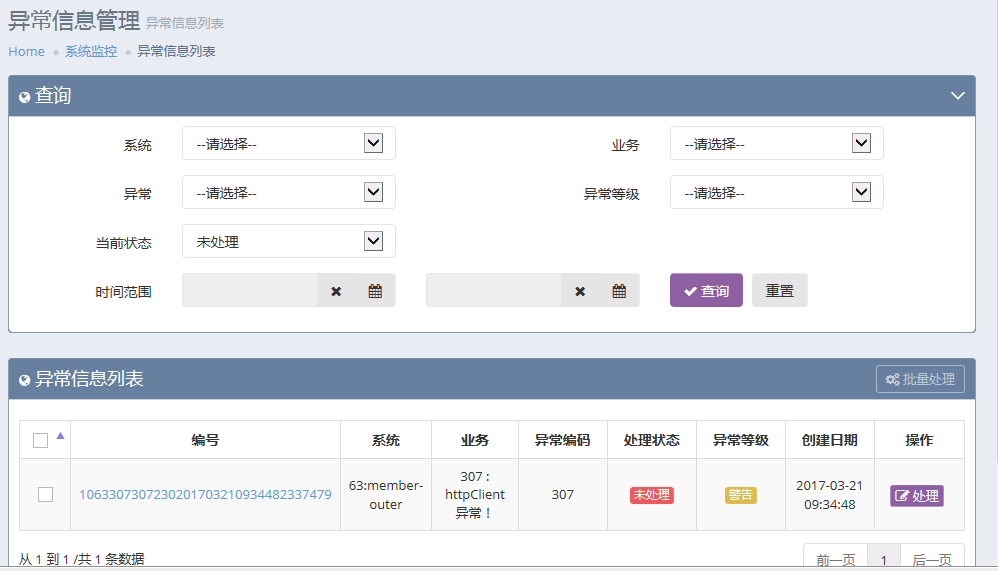 异常信息管理 异常信息列表
Home 系统监控 异常信息列表
查询
系统 --请选择-- 业务 --请选择--
异常 --请选择-- 异常等级 --请选择--
当前状态 未处理
时间范围 查询 重置
异常信息列表 批量处理
编号 系统 业务 异常编码 处理状态 异常等级 创建日期 操作
10633073072302017032109344823 37479
63:member-
outer
307 :
httpClient
异常！
307
未处理
警告
2017-03-21
09:34:48
处理
从 1 到 1 /共 1 条数据 前一页 1 后一页